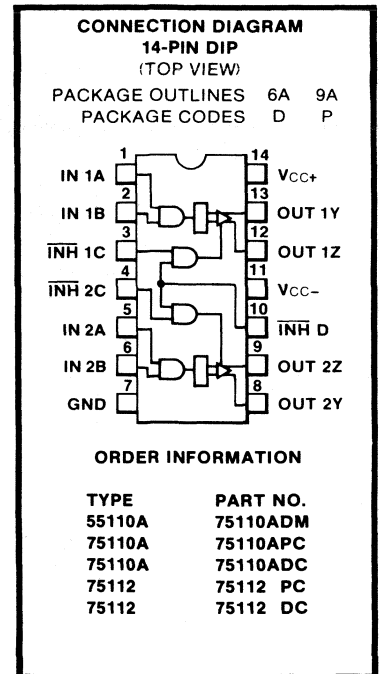 CONNECTION DIAGRAM
14-PIN DIP
(TOP VIEW)
PACKAGE OUTLINES 6A 9A
PACKAGE CODES D P
1 14
IN 1A VCC+
2 13
IN 1B OUT 1Y
3 12
INH 1C OUT 1Z
4 11
INH 2C VCC−
5 10
IN 2A INH D
6 9
IN 2B OUT 2Z
7 8
GND OUT 2Y
ORDER INFORMATION
TYPE PART NO.
55110A 75110ADM
75110A 75110APC
75110A 75110ADC
75112 75112 PC
75112 75112 DC